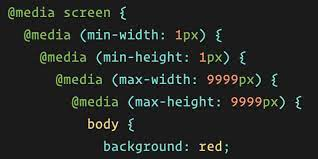 @media screen {
@media (min-width: 1px) {
@media (min-height: 1px) {
@media (max-width: 9999px) {
@media (max-height: 9999px) {
body {
background: red;